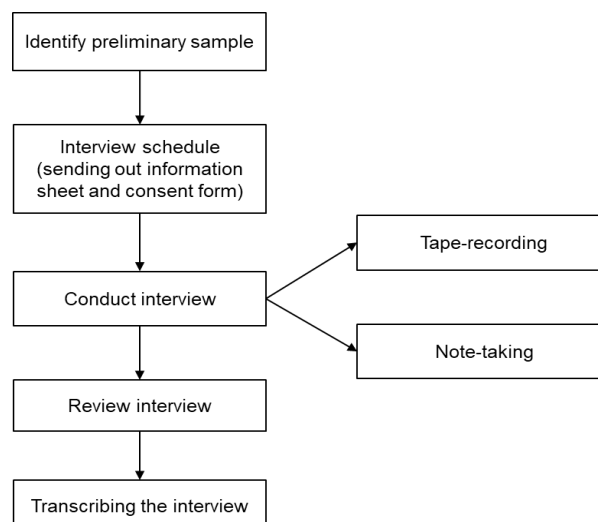 Identify preliminary sample
Interview schedule
(sending out information
sheet and consent form)
Conduct interview
Tape-recording
Note-taking
Review interview
Transcribing the interview